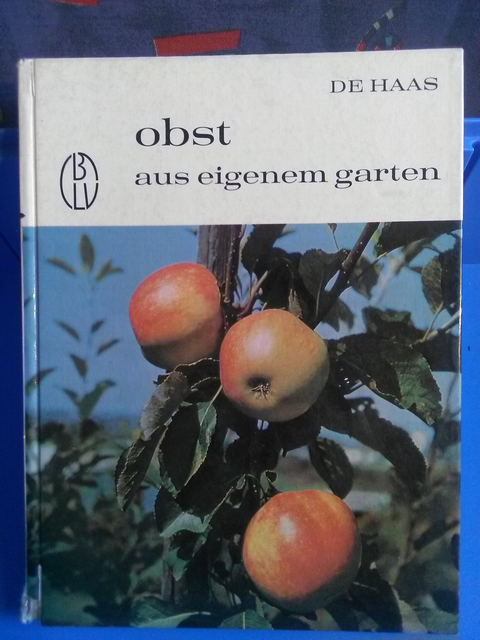 DE HAAS
obst
aus eigenem garten
BLV